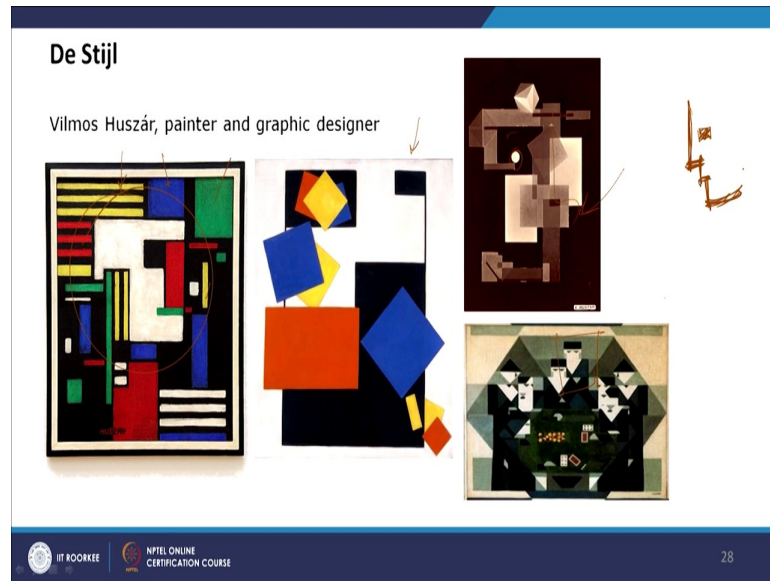 De Stijl
Vilmos Huszár, painter and graphic designer
IIT ROORKEE
NPTEL ONLINE
CERTIFICATION COURSE
28